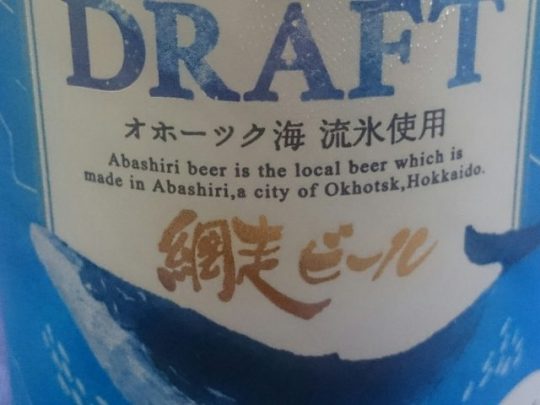 DRAFT
オホーツク海 流氷使用
Abashiri beer is the local beer which is
made in Abashiri,a city of Okhotsk,Hokkaido.
網走ビール